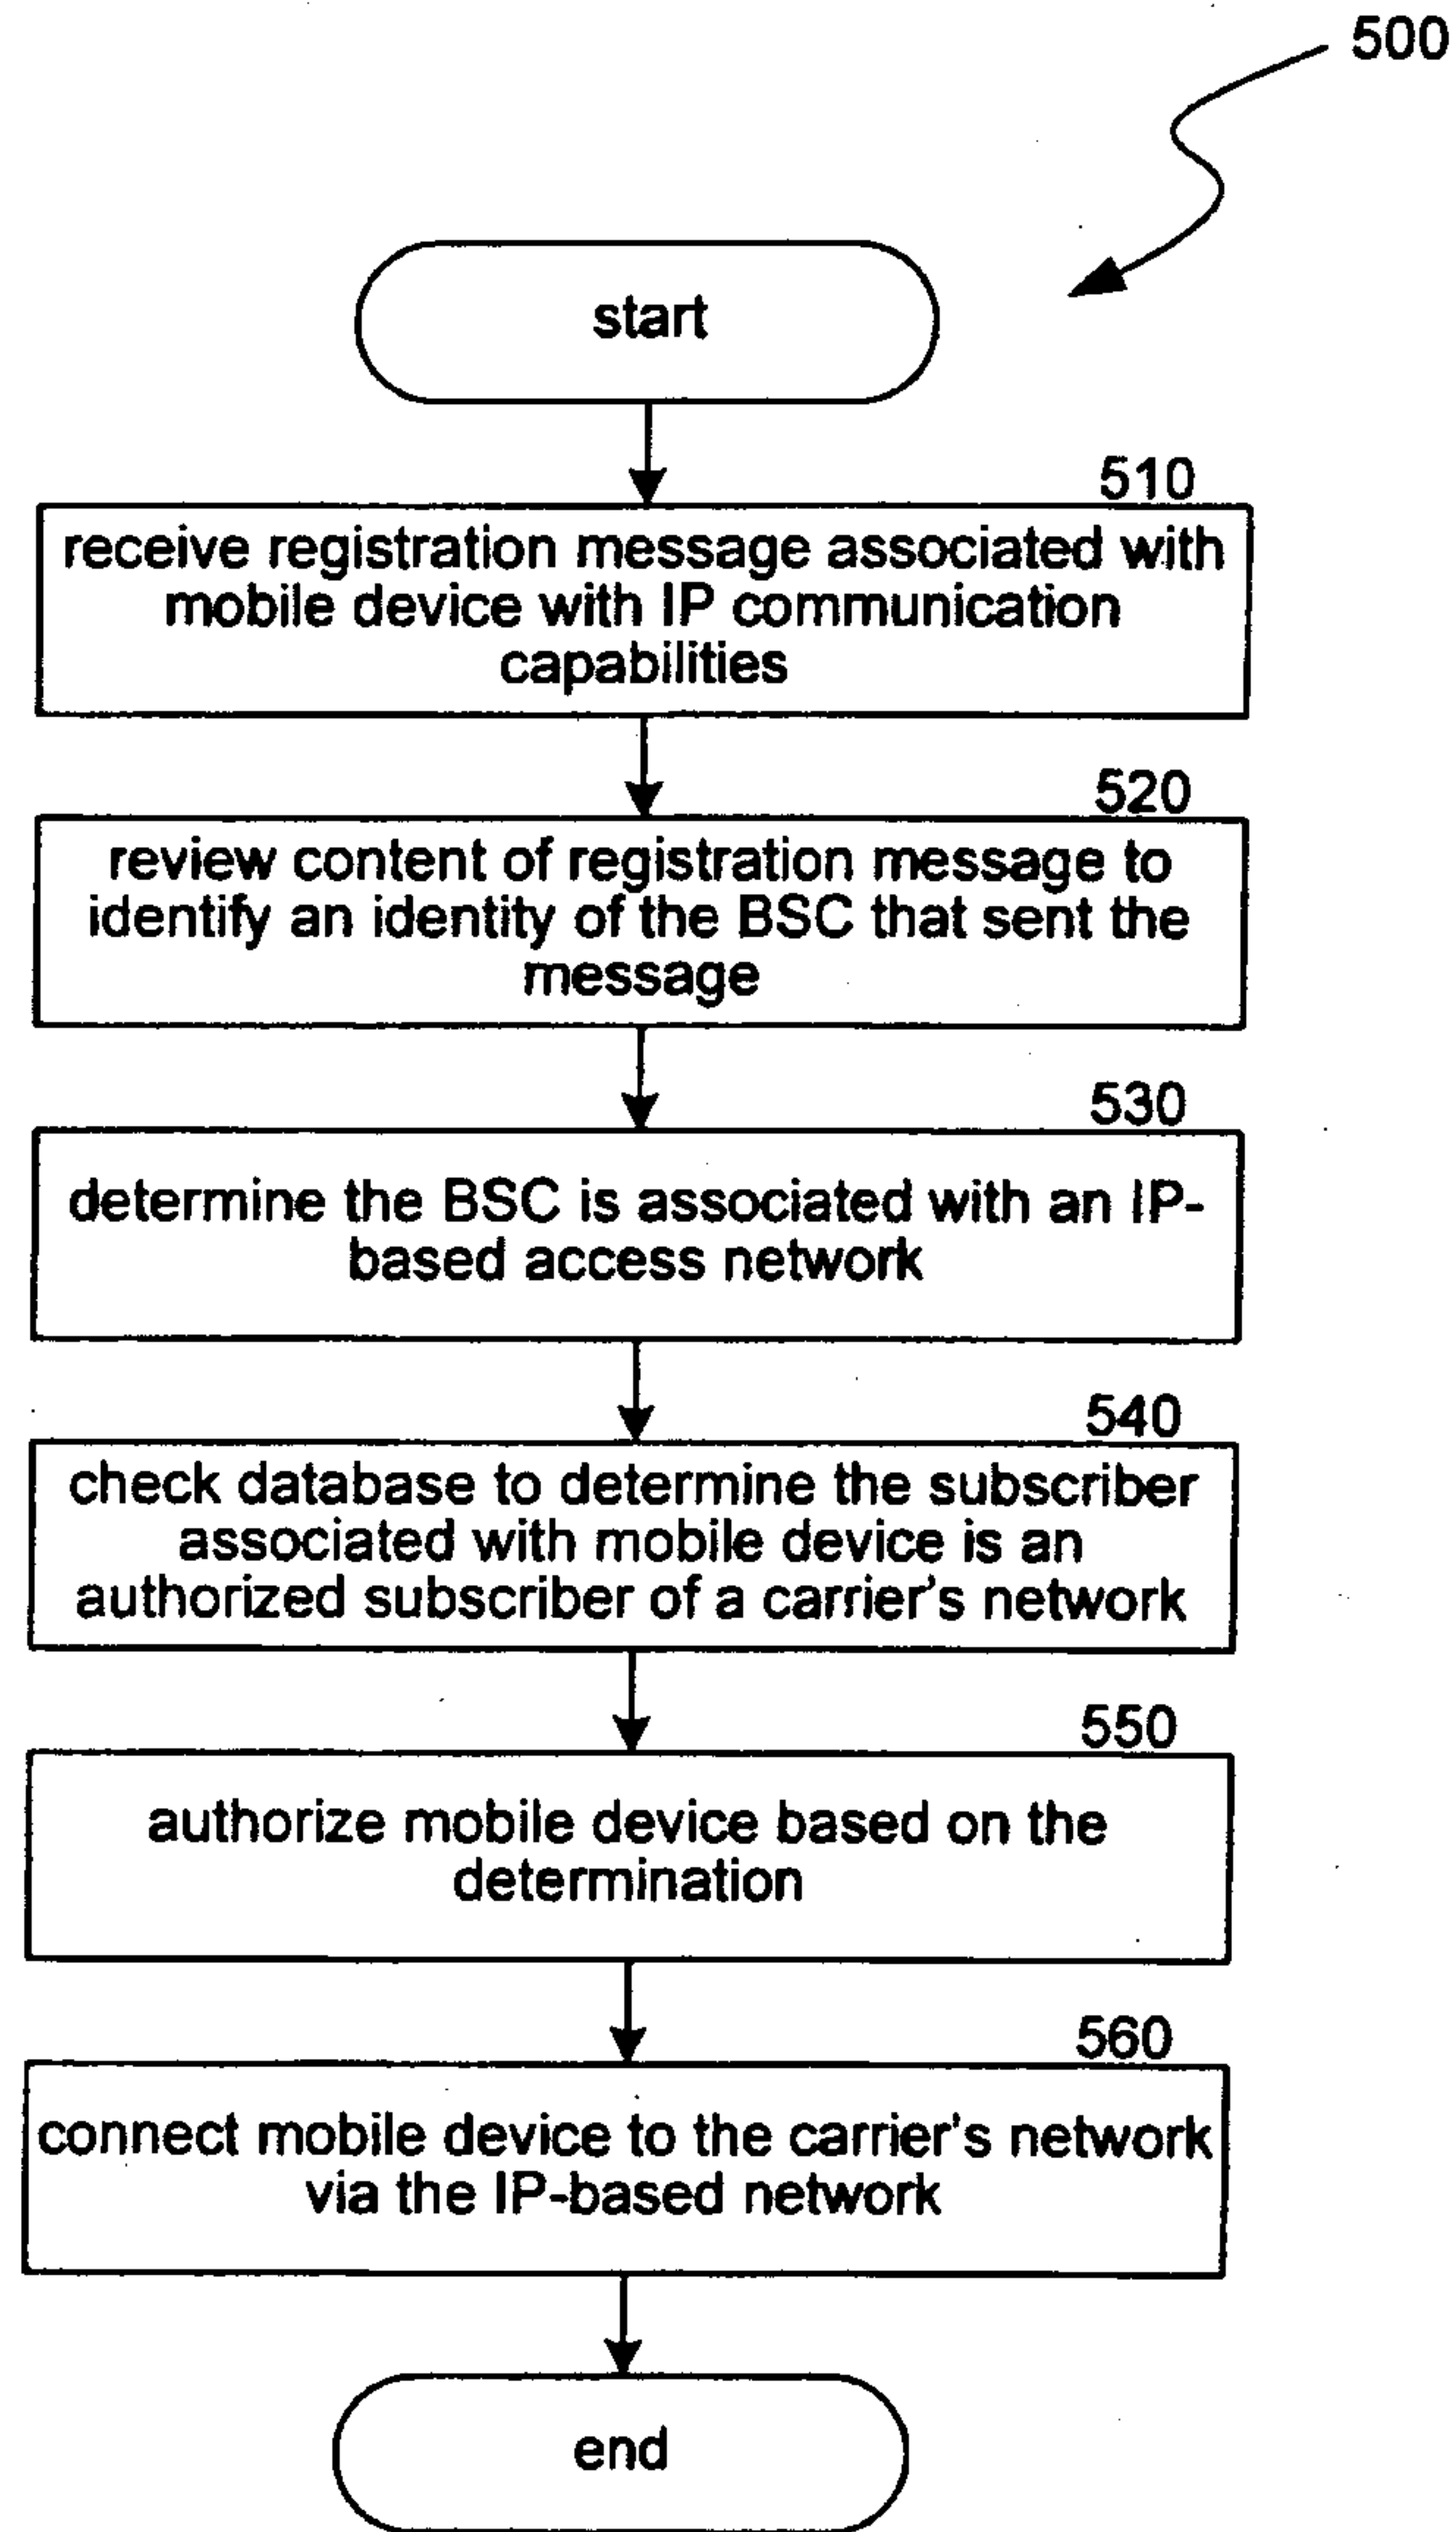 500
start
510
receive registration message associated with
mobile device with IP communication
capabilities
520
review content of registration message to
identify an identity of the BSC that sent the
message
530
determine the BSC is associated with an IP-
based access network
540
check database to determine the subscriber
associated with mobile device is an
authorized subscriber of a carrier's network
550
authorize mobile device based on the
determination
560
connect mobile device to the carrier's network
via the IP-based network
end